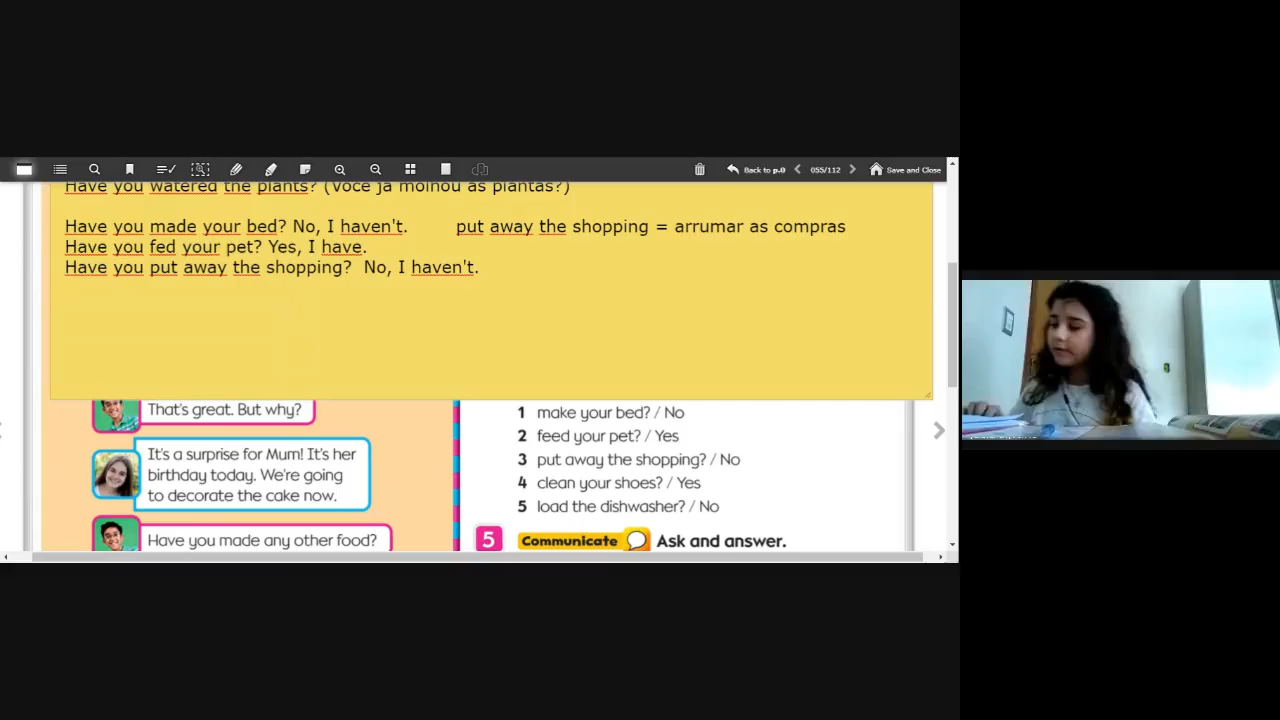 Back to p.0
055/112
Save and Close
Have you watered the plants? (Você já molhou as plantas?)
Have you made your bed? No, I haven't. put away the shopping = arrumar as compras
Have you fed your pet? Yes, I have.
Have you put away the shopping? No, I haven't.
That's great. But why?
It's a surprise for Mum! It's her
birthday today. We're going
to decorate the cake now.
Have you made any other food?
1 make your bed? / No
2 feed your pet? / Yes
3 put away the shopping? / No
4 clean your shoes? / Yes
5 load the dishwasher? / No
5 Communicate Ask and answer.